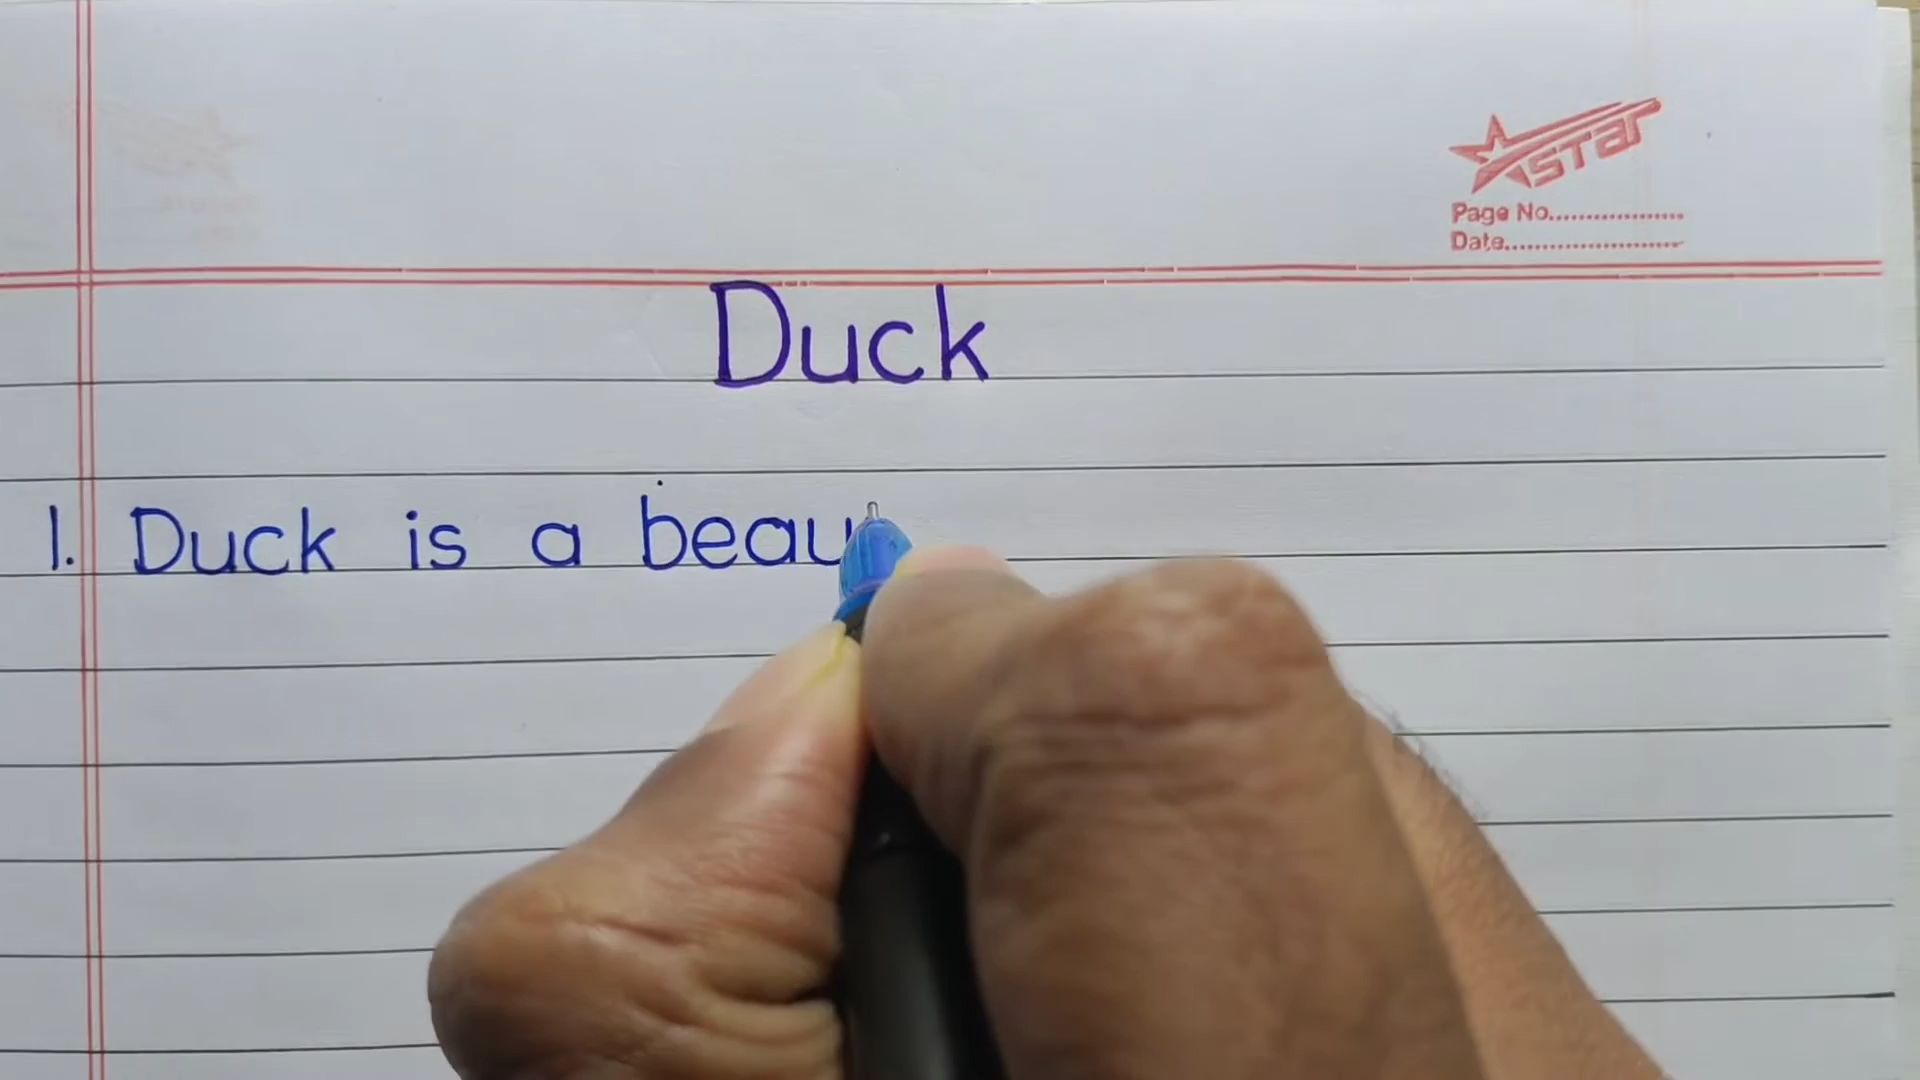 STAR
Page No..................
Date........................
Duck
1. Duck is a beau